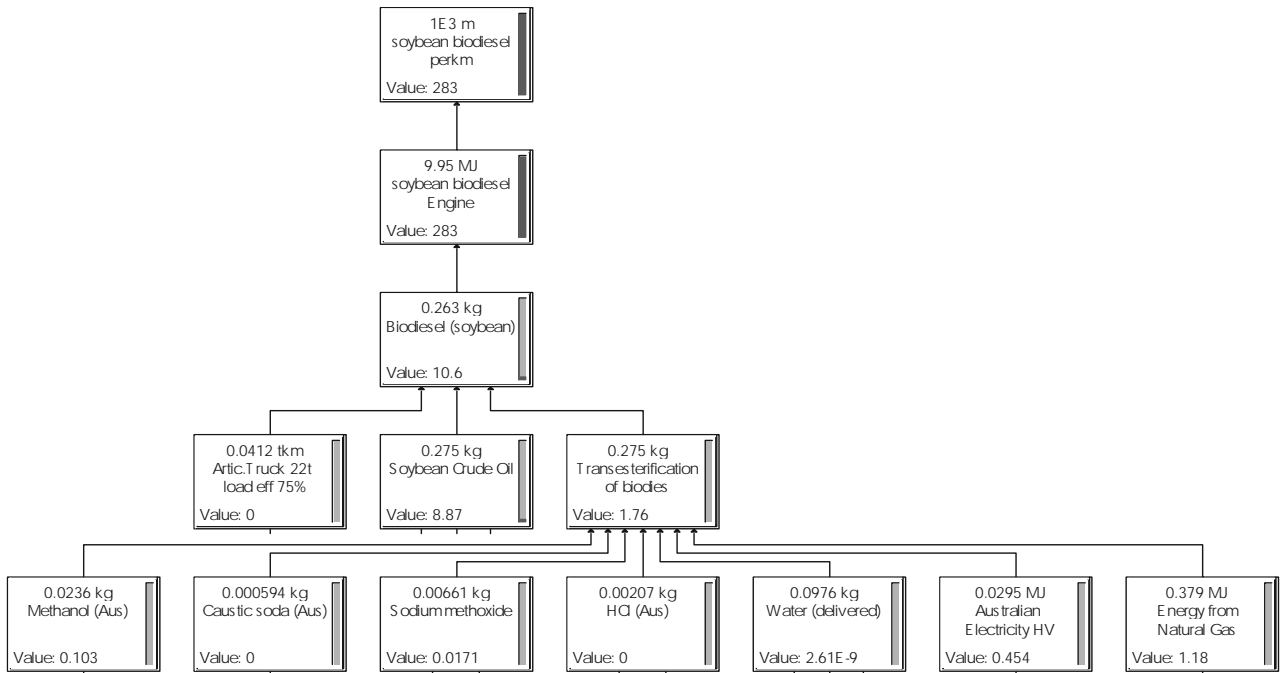 1E3 m
soybean biodiesel
perkm
Value: 283
9.95 MJ
soybean biodiesel
Engine
Value: 283
0.263 kg
Biodiesel (soybean)
Value: 10.6
0.0412 tkm
Artic.Truck 22t
load eff 75%
Value: 0
0.275 kg
Soybean Crude Oil
Value: 8.87
0.275 kg
Transesterification
of biodies
Value: 1.76
0.0236 kg
Methanol (Aus)
Value: 0.103
0.000594 kg
Caustic soda (Aus)
Value: 0
0.00661 kg
Sodium methoxide
Value: 0.0171
0.00207 kg
HCl (Aus)
Value: 0
0.0976 kg
Water (delivered)
Value: 2.61E-9
0.0295 MJ
Australian
Electricity HV
Value: 0.454
0.379 MJ
Energy from
Natural Gas
Value: 1.18